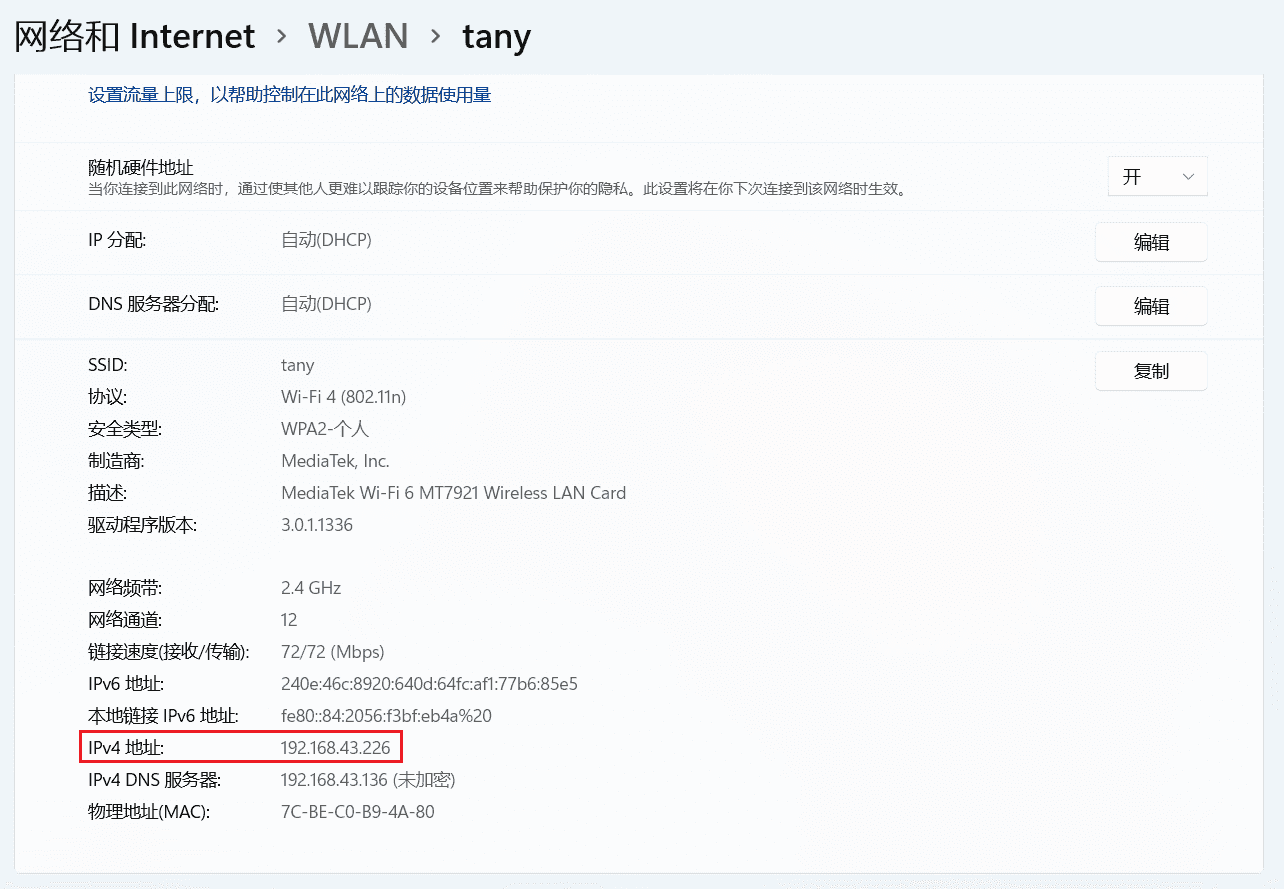 网络和 Internet › WLAN › tany
设置流量上限，以帮助控制在此网络上的数据使用量
随机硬件地址
当你连接到此网络时，通过使其他人更难以跟踪你的设备位置来帮助保护你的隐私。此设置将在你下次连接到该网络时生效。
开
IP 分配: 自动(DHCP) 编辑
DNS 服务器分配: 自动(DHCP) 编辑
SSID: tany 复制
协议: Wi-Fi 4 (802.11n)
安全类型: WPA2-个人
制造商: MediaTek, Inc.
描述: MediaTek Wi-Fi 6 MT7921 Wireless LAN Card
驱动程序版本: 3.0.1.1336
网络频带: 2.4 GHz
网络通道: 12
链接速度(接收/传输): 72/72 (Mbps)
IPv6 地址: 240e:46c:8920:640d:64fc:af1:77b6:85e5
本地链接 IPv6 地址: fe80::84:2056:f3bf:eb4a%20
IPv4 地址: 192.168.43.226
IPv4 DNS 服务器: 192.168.43.136 (未加密)
物理地址(MAC): 7C-BE-C0-B9-4A-80